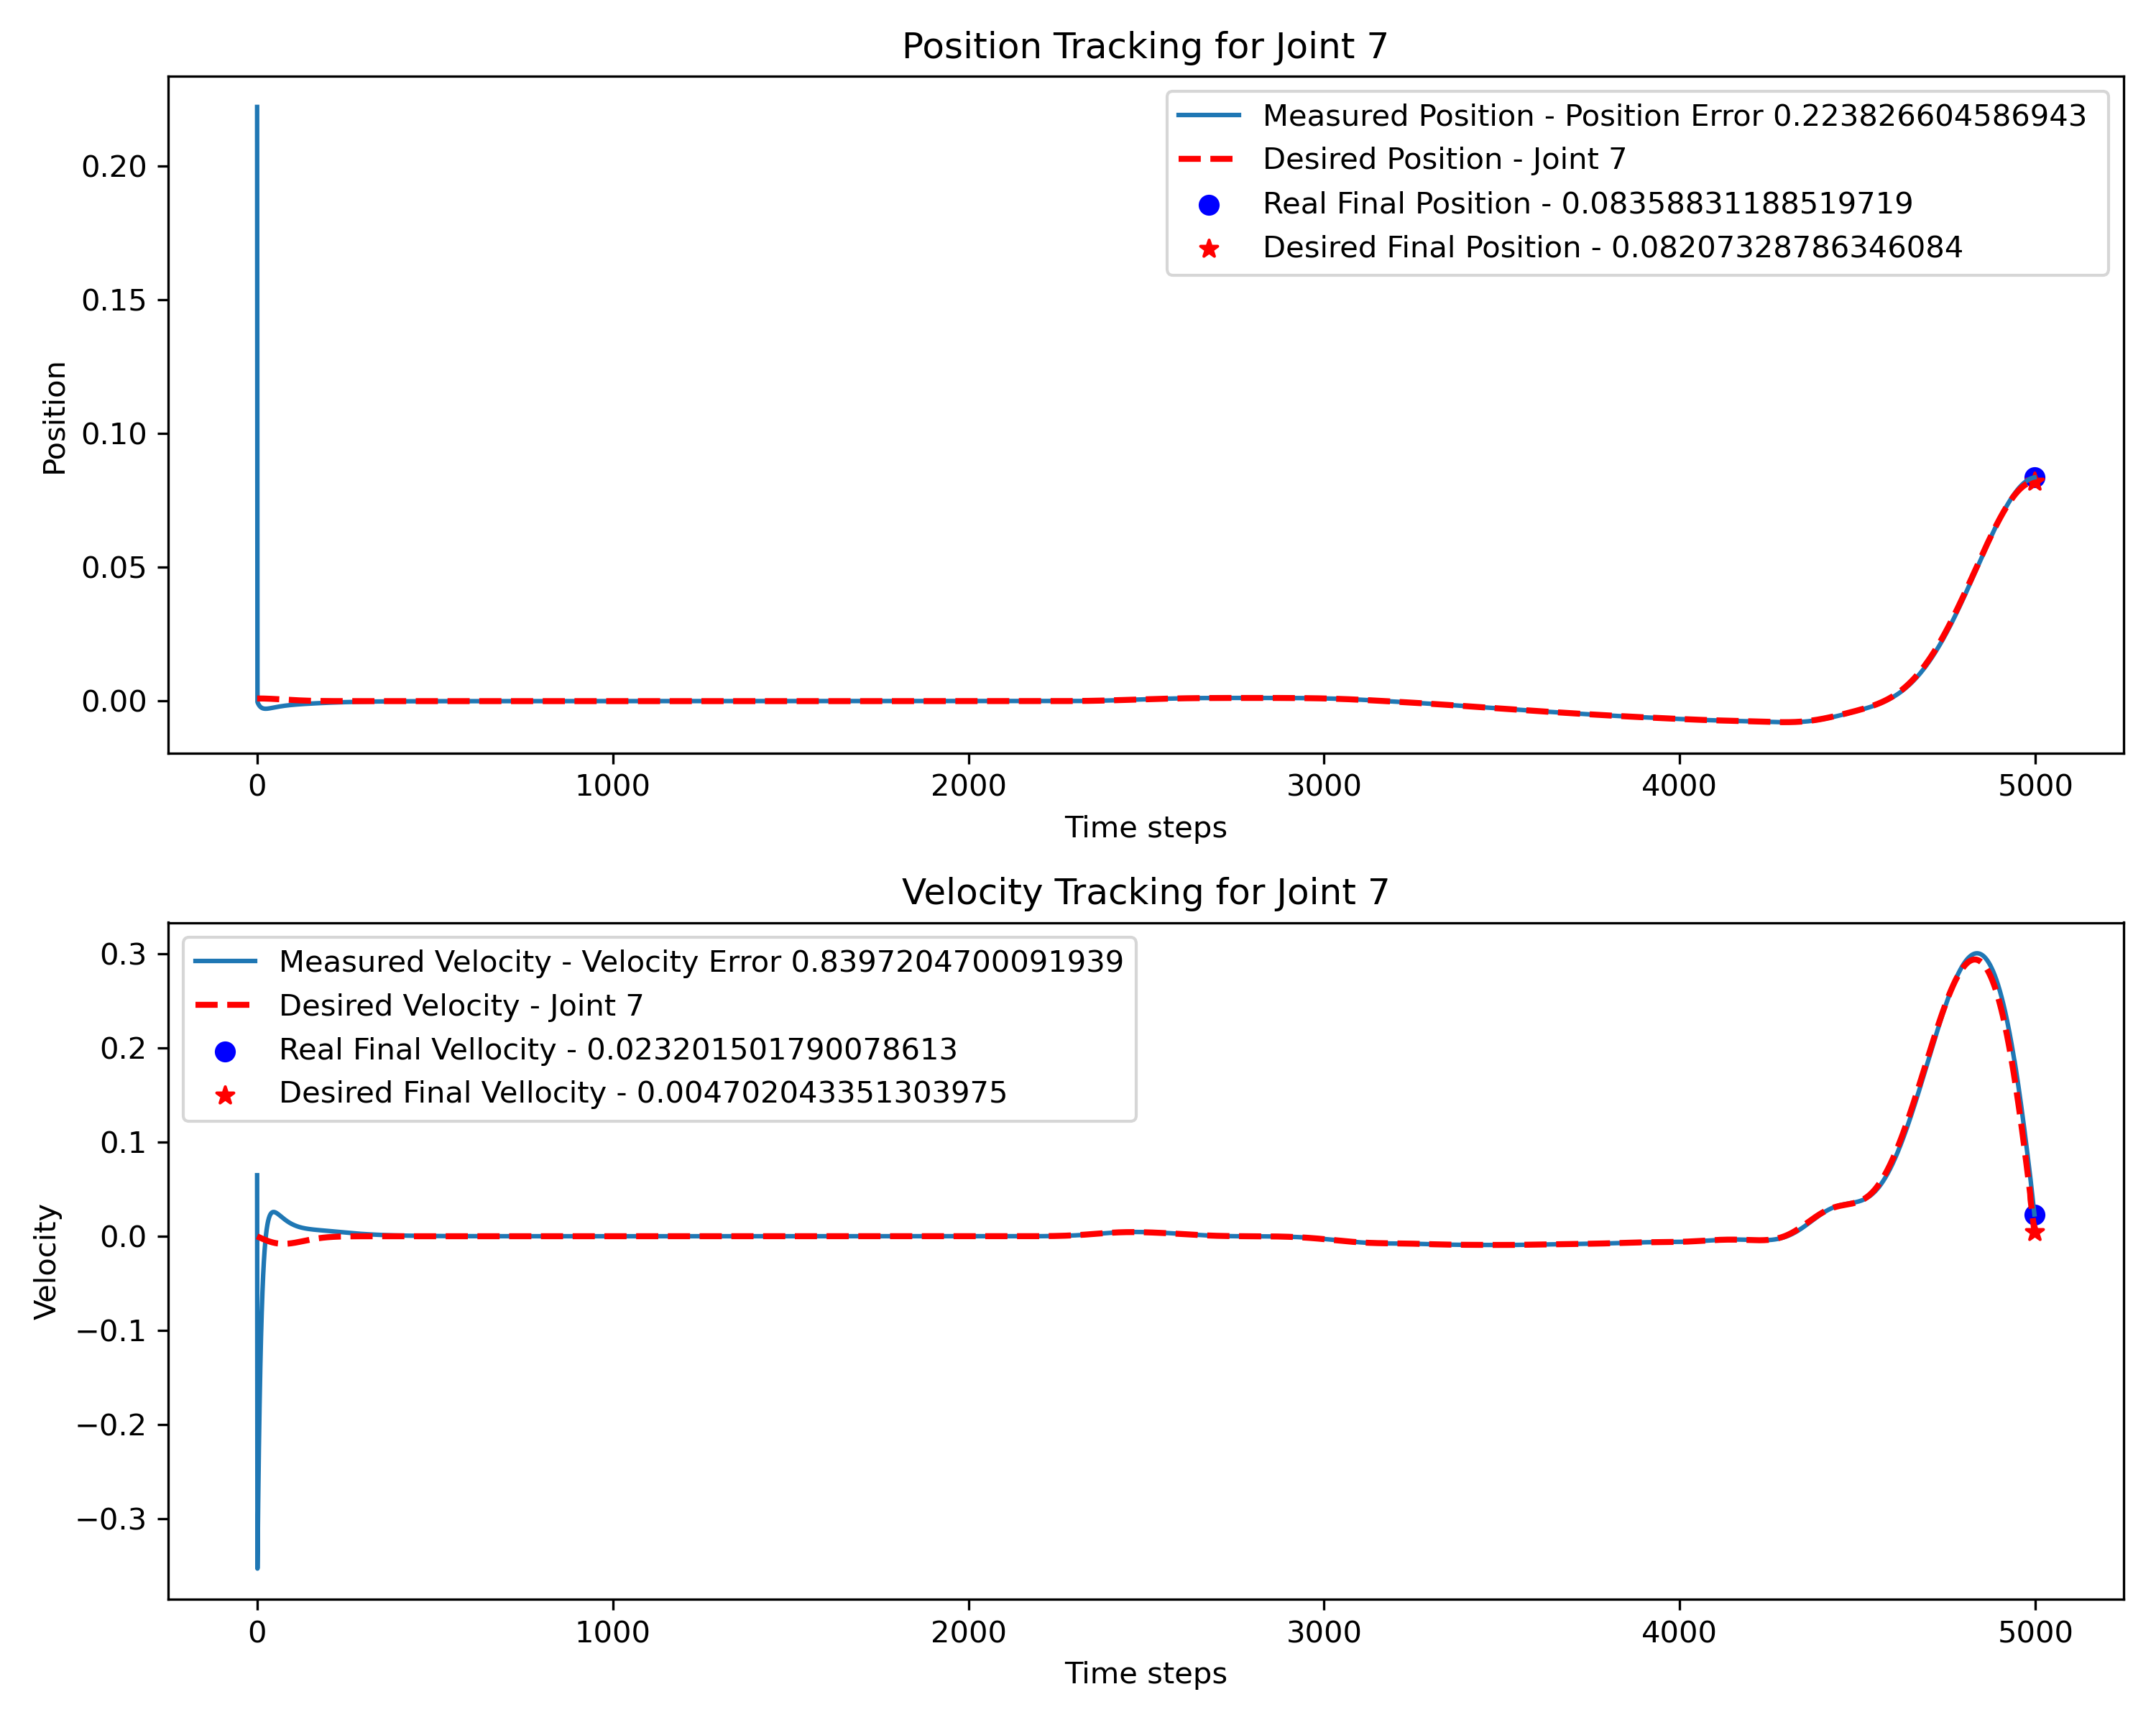 Position Tracking for Joint 7
Measured Position - Position Error 0.223826604586943
Desired Position - Joint 7
Real Final Position - 0.08358831188519719
Desired Final Position - 0.08207328786346084
0.20
0.15
0.10
0.05
0.00
Position
0
1000
2000
3000
4000
5000
Time steps
Velocity Tracking for Joint 7
Measured Velocity - Velocity Error 0.8397204700091939
Desired Velocity - Joint 7
Real Final Vellocity - 0.023201501790078613
Desired Final Vellocity - 0.004702043351303975
0.3
0.2
0.1
0.0
−0.1
−0.2
−0.3
Velocity
0
1000
2000
3000
4000
5000
Time steps